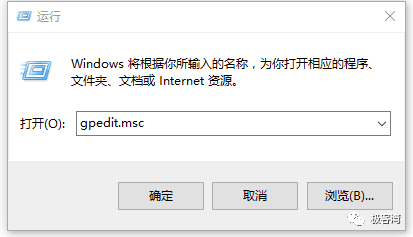 运行
Windows 将根据你所输入的名称，为你打开相应的程序、
文件夹、文档或 Internet 资源。
打开(O):
gpedit.msc
确定
取消
浏览(B)...
极客湾